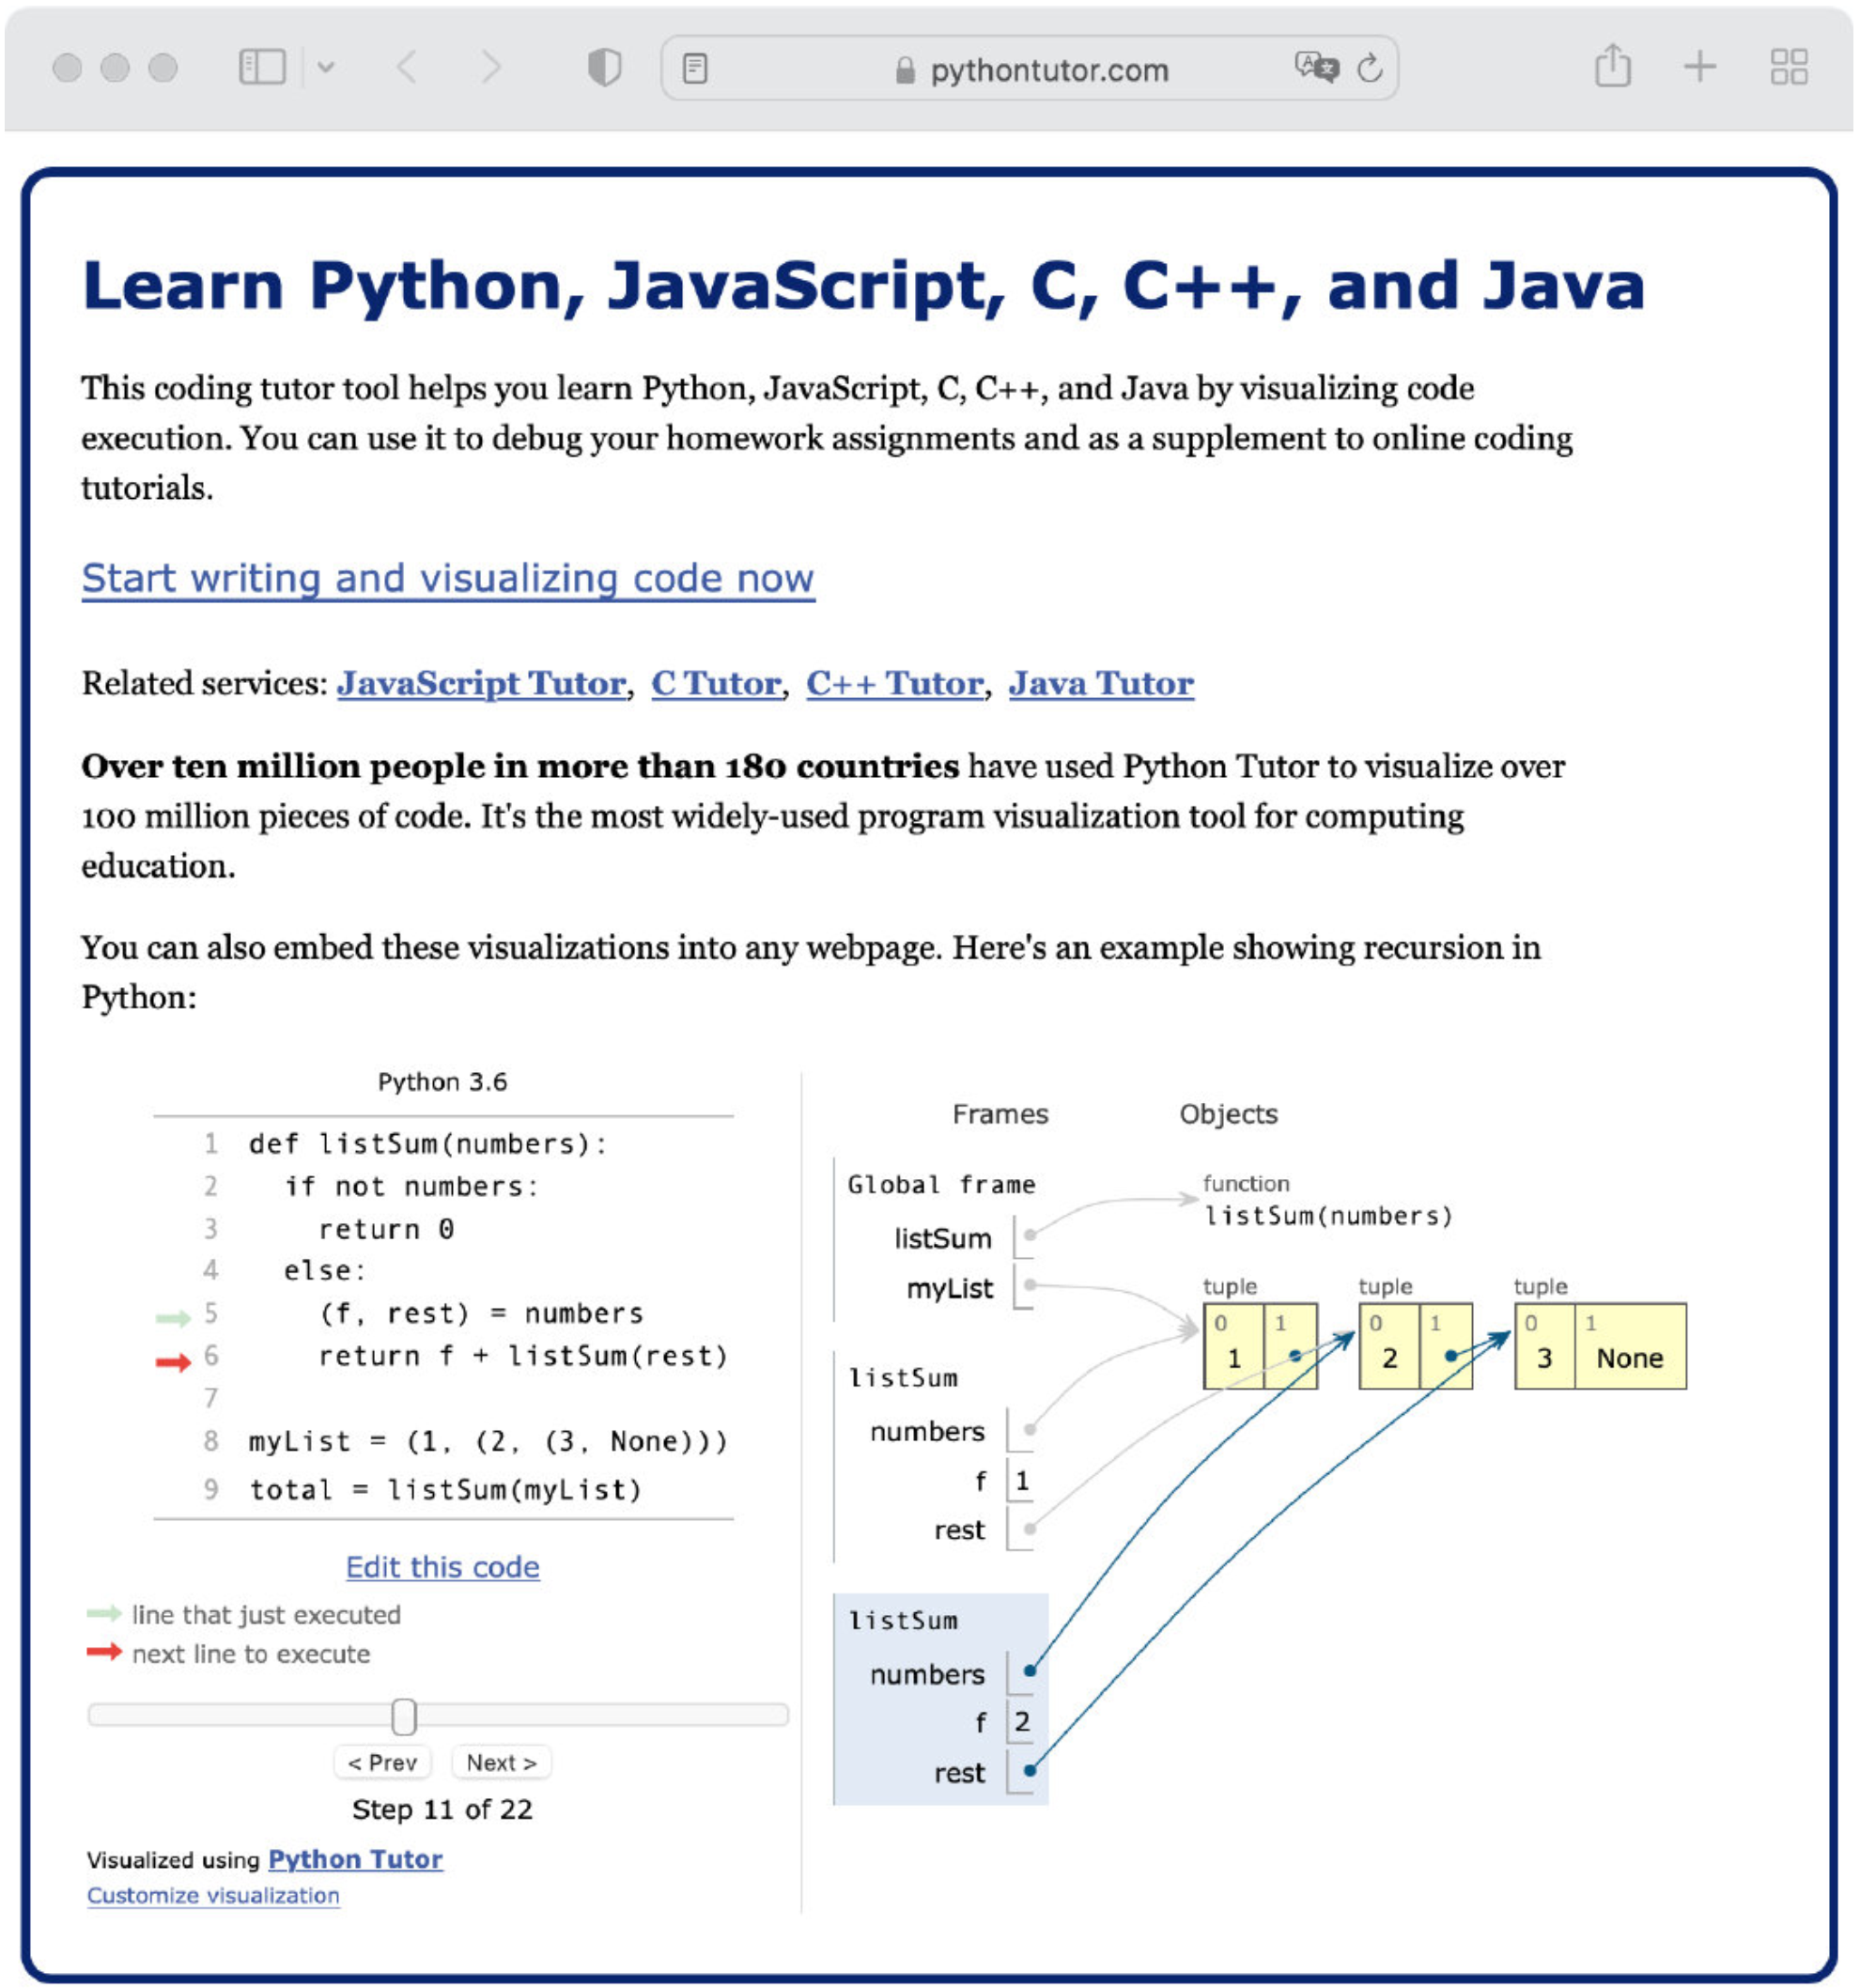 pythontutor.com
Learn Python, JavaScript, C, C++, and Java
This coding tutor tool helps you learn Python, JavaScript, C, C++, and Java by visualizing code
execution. You can use it to debug your homework assignments and as a supplement to online coding
tutorials.
Start writing and visualizing code now
Related services: JavaScript Tutor, C Tutor, C++ Tutor, Java Tutor
Over ten million people in more than 180 countries have used Python Tutor to visualize over
100 million pieces of code. It's the most widely-used program visualization tool for computing
education.
You can also embed these visualizations into any webpage. Here's an example showing recursion in
Python:
Python 3.6
1 def listSum(numbers):
2   if not numbers:
3     return 0
4   else:
5     (f, rest) = numbers
6     return f + listSum(rest)
7
8 myList = (1, (2, (3, None)))
9 total = listSum(myList)
Edit this code
line that just executed
next line to execute
< Prev Next >
Step 11 of 22
Visualized using Python Tutor
Customize visualization
Frames Objects
Global frame
listSum
myList
function
listSum(numbers)
tuple tuple tuple
0 1 0 1 0 1
1 2 3 None
listSum
numbers
f 1
rest
listSum
numbers
f 2
rest